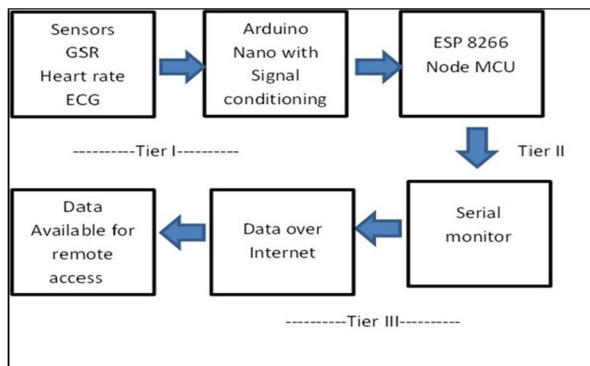 Sensors
GSR
Heart rate
ECG
Arduino
Nano with
Signal
conditioning
ESP 8266
Node MCU
----------Tier I----------
Tier II
Data
Available for
remote
access
Data over
Internet
Serial
monitor
----------Tier III----------